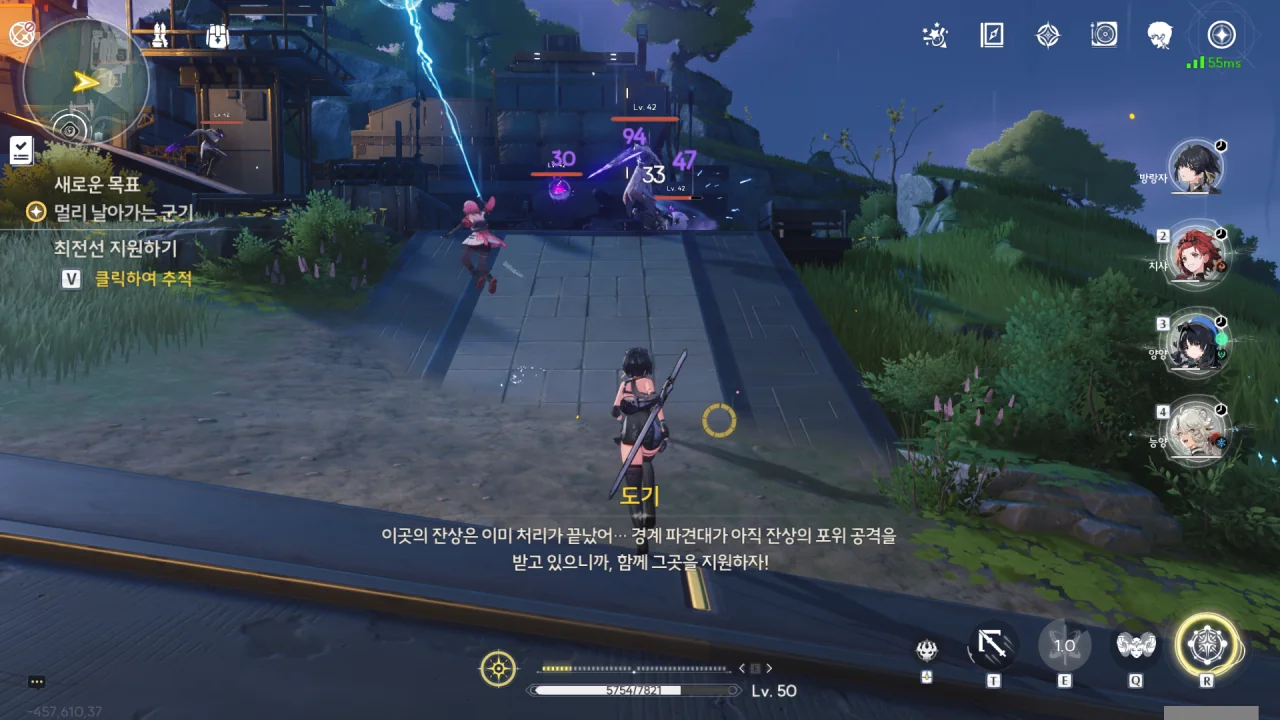 55ms
Lv. 42
Lv. 42
94
30
47
33
Lv. 42
Lv. 42
새로운 목표
멀리 날아가는 군기
최전선 지원하기
V 클릭하여 추적
방랑자
2
치샤
3
양양
4
능양
도기
이곳의 잔상은 이미 처리가 끝났어… 경계 파견대가 아직 잔상의 포위 공격을
받고 있으니까, 함께 그곳을 지원하자!
1.0
T
E
Q
R
5754/7821
Lv. 50
-457,610,37